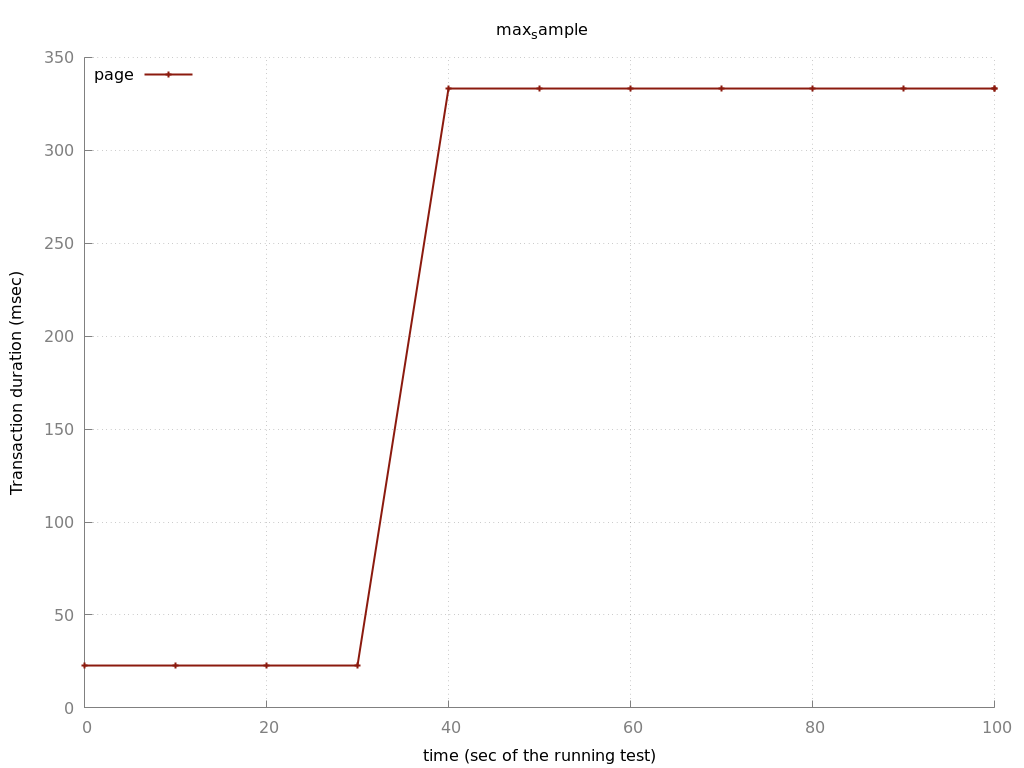 maxₛample
350
page
300
250
200
150
100
50
0
0 20 40 60 80 100
Transaction duration (msec)
time (sec of the running test)